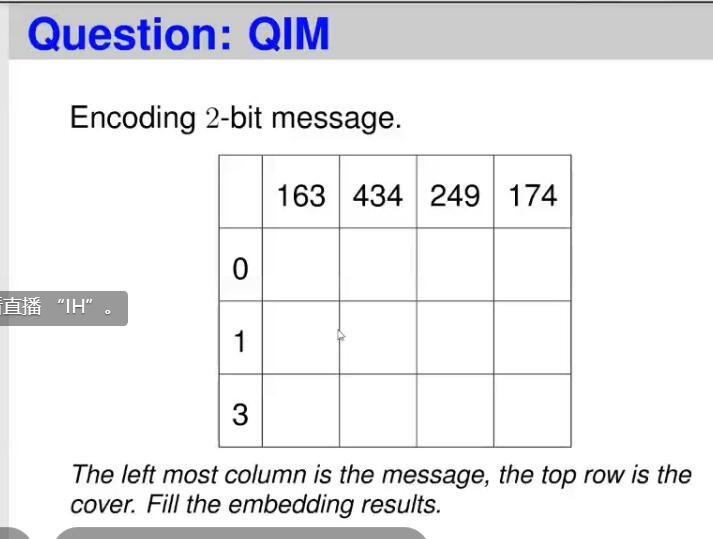 Question: QIM
Encoding 2-bit message.
163 434 249 174
0
直播 “IH” 。
1
3
The left most column is the message, the top row is the
cover. Fill the embedding results.